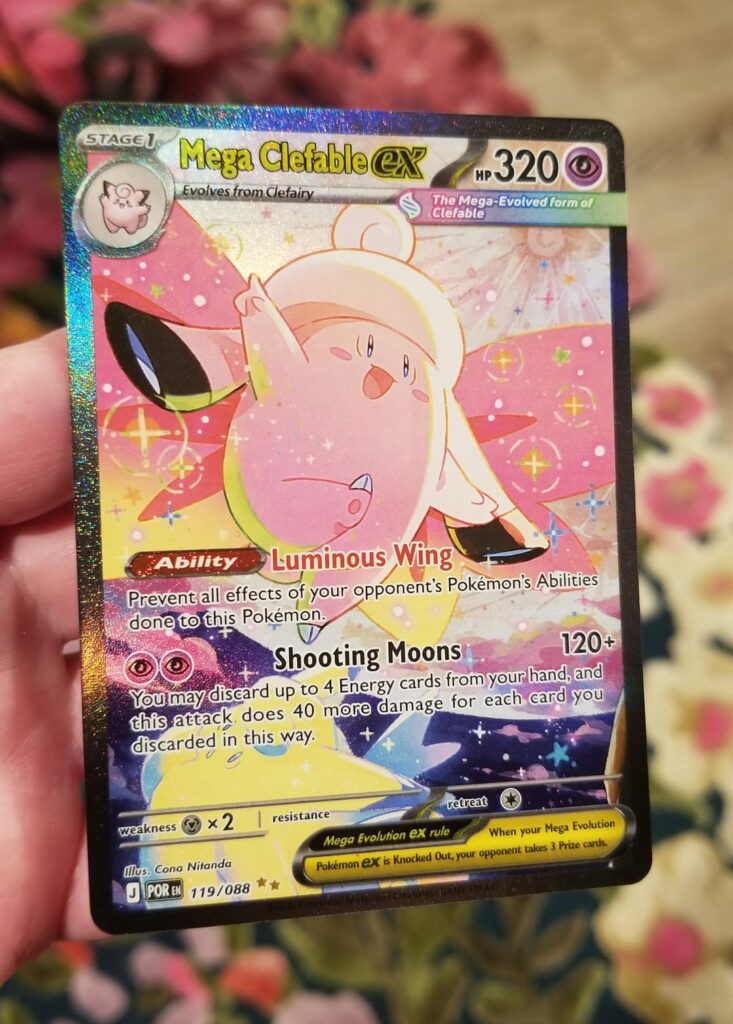 STAGE 1 Mega Clefable ex HP 320
Evolves from Clefairy
The Mega-Evolved form of
Clefable
Ability Luminous Wing
Prevent all effects of your opponent's Pokémon's Abilities
done to this Pokémon.
Shooting Moons 120+
You may discard up to 4 Energy cards from your hand, and
this attack does 40 more damage for each card you
discarded in this way.
weakness ×2 resistance retreat
Mega Evolution ex rule When your Mega Evolution
Pokémon ex is Knocked Out, your opponent takes 3 Prize cards.
Illus. Cona Nitanda
J POR EN 119/088